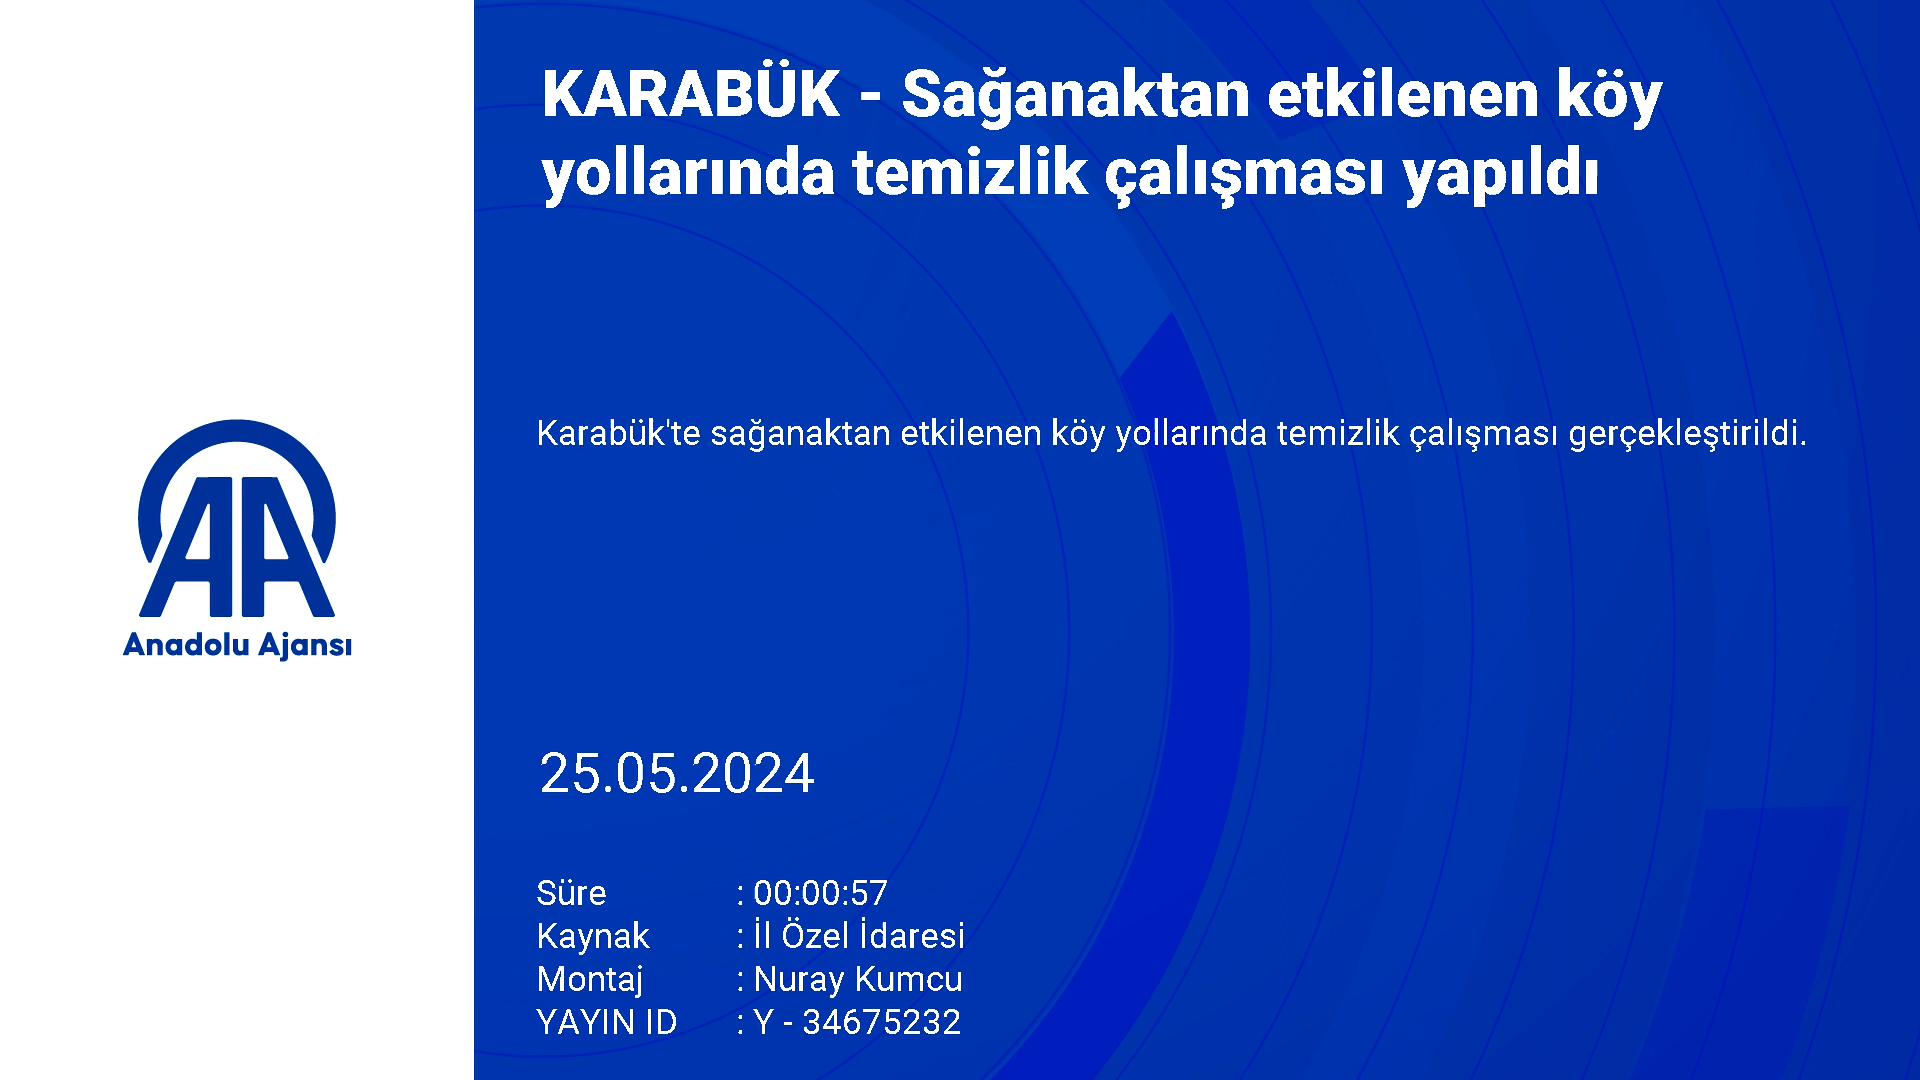 KARABÜK - Sağanaktan etkilenen köy
yollarında temizlik çalışması yapıldı
Karabük'te sağanaktan etkilenen köy yollarında temizlik çalışması gerçekleştirildi.
AA
Anadolu Ajansı
25.05.2024
Süre : 00:00:57
Kaynak : İl Özel İdaresi
Montaj : Nuray Kumcu
YAYIN ID : Y - 34675232